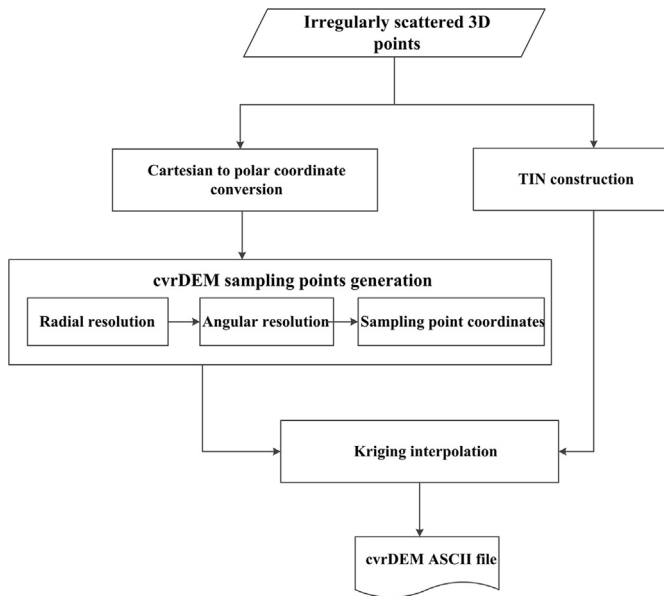 Irregularly scattered 3D
points
Cartesian to polar coordinate
conversion
TIN construction
cvrDEM sampling points generation
Radial resolution
Angular resolution
Sampling point coordinates
Kriging interpolation
cvrDEM ASCII file